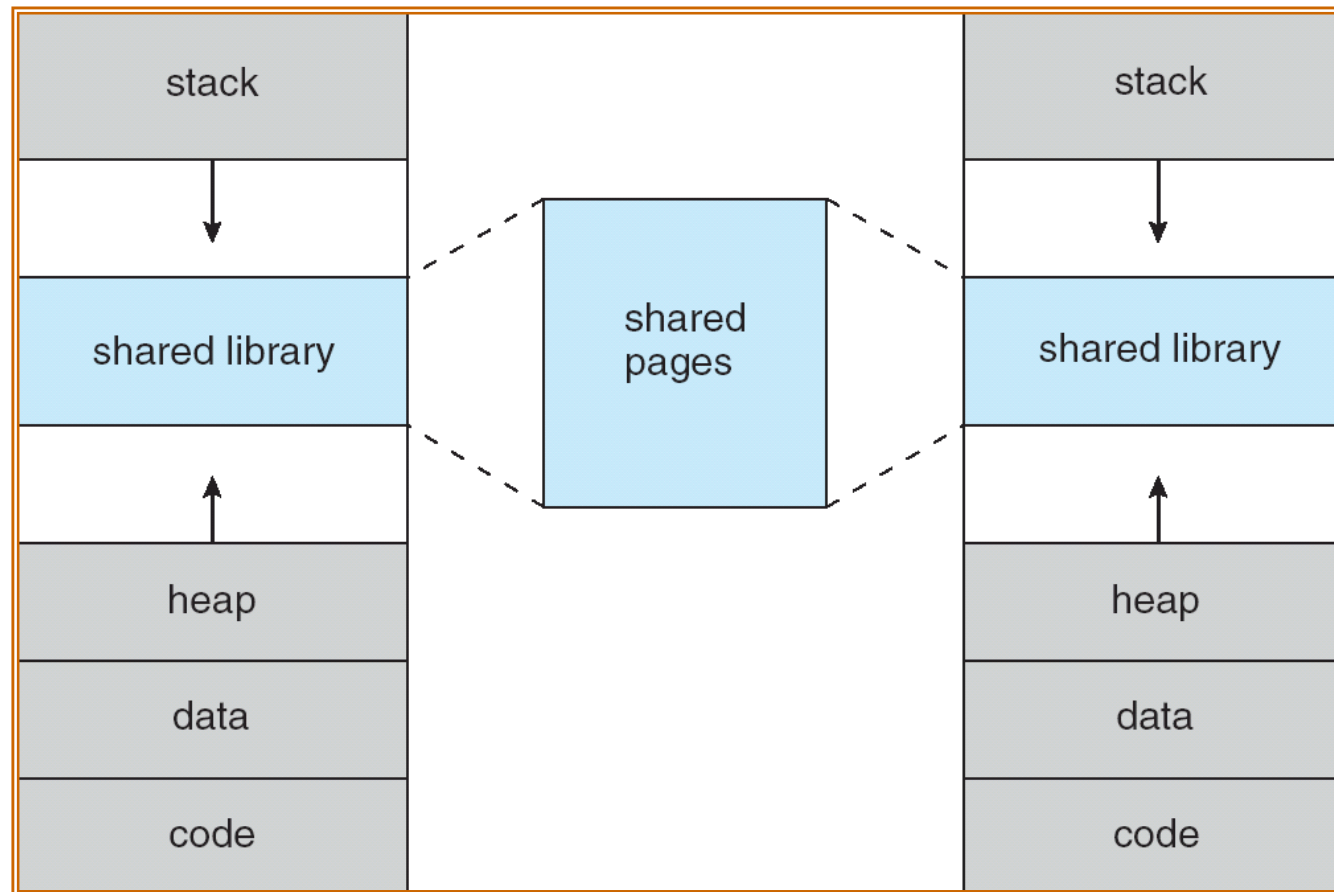 stack
shared library
heap
data
code
shared
pages
stack
shared library
heap
data
code